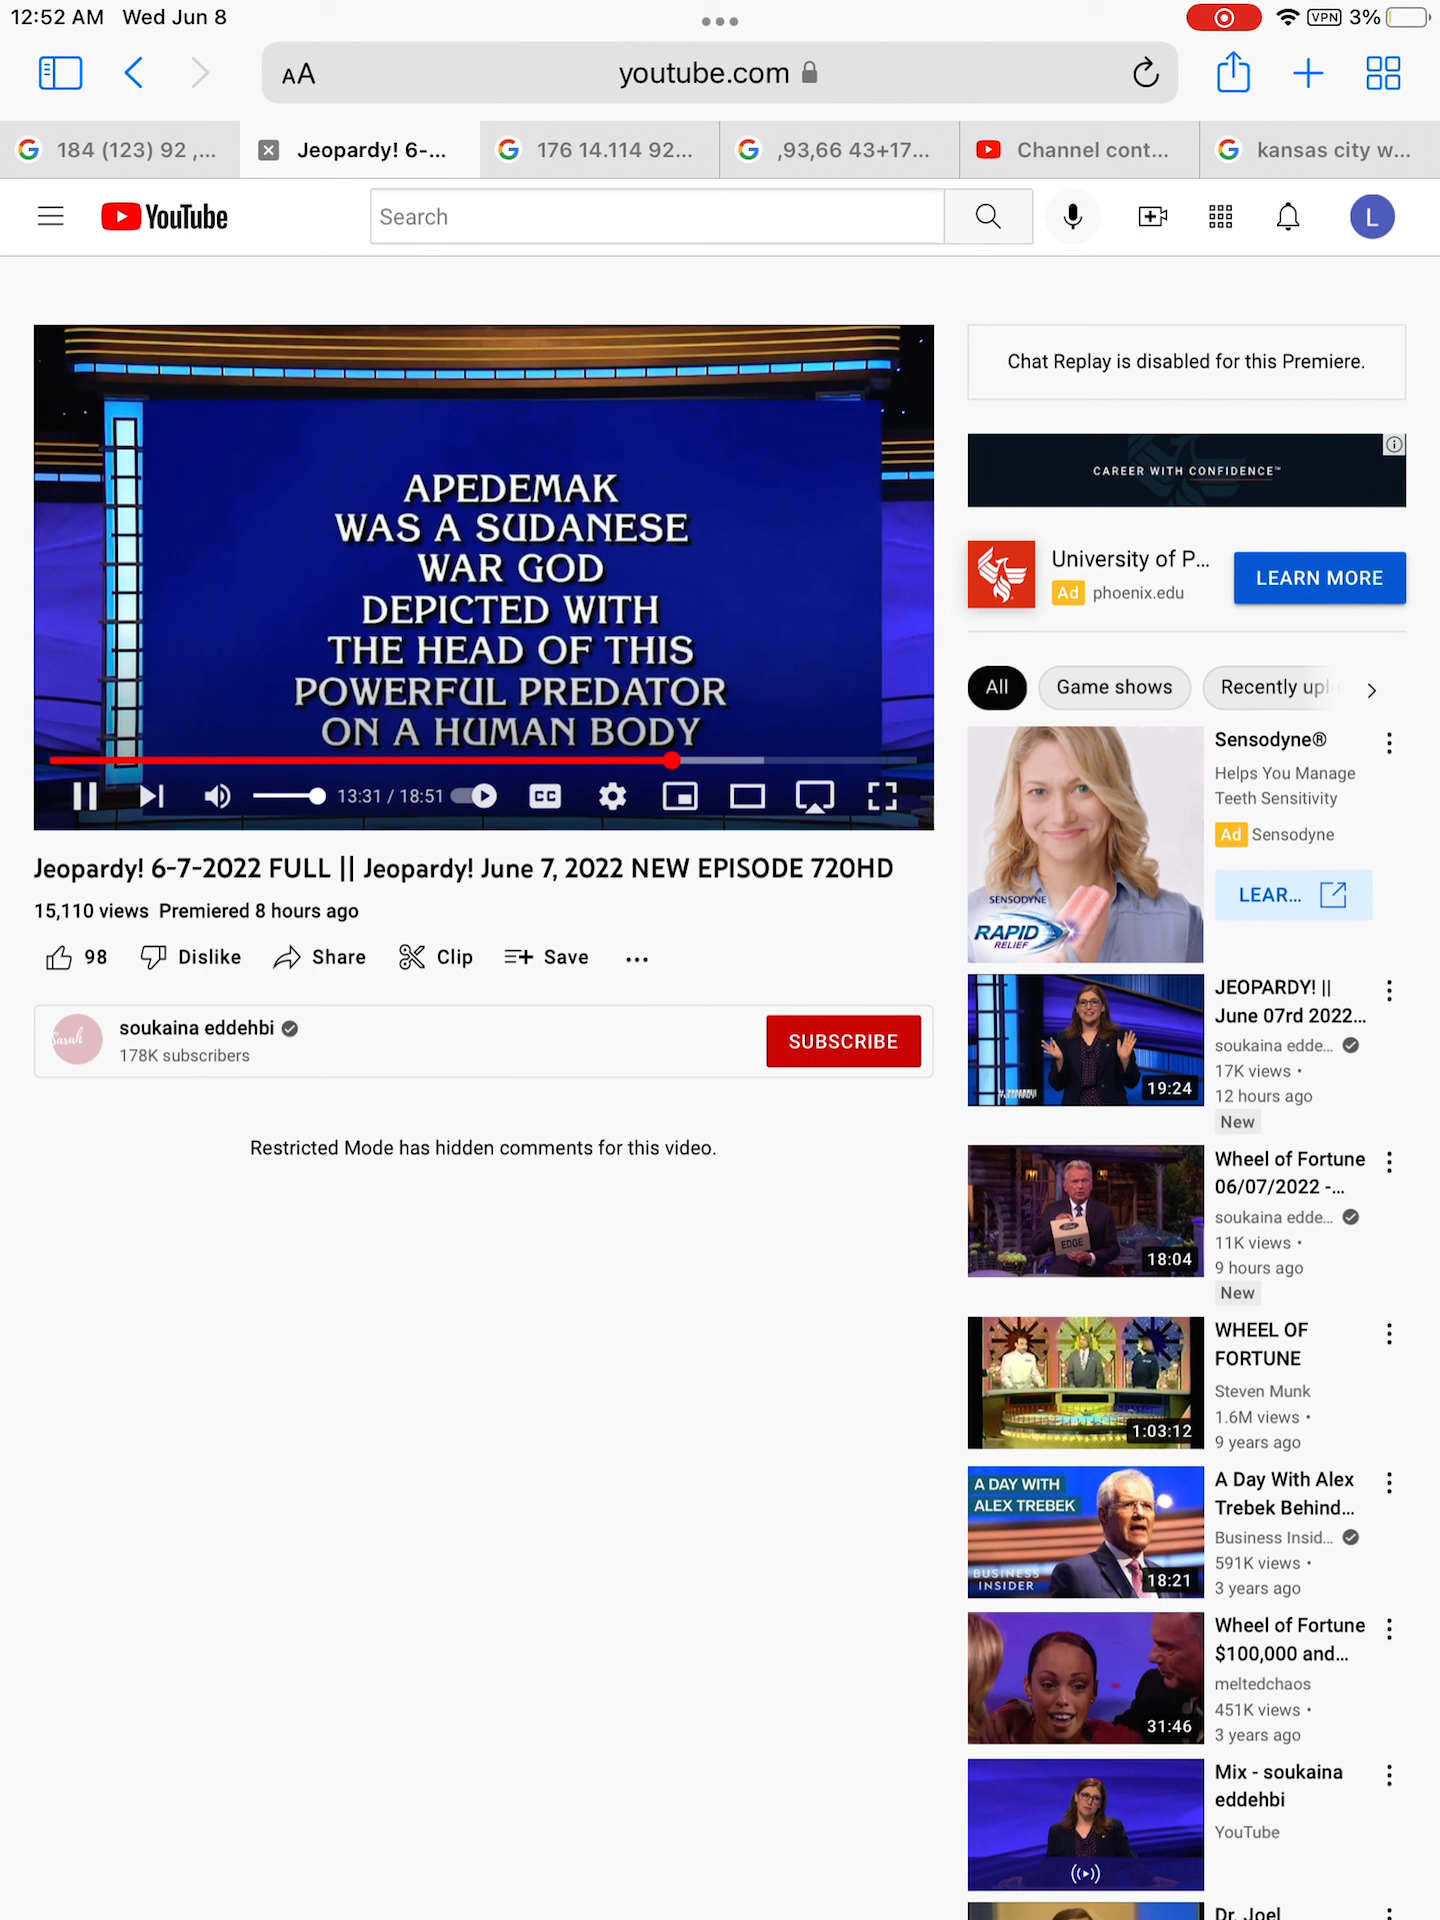 12:52 AM Wed Jun 8
VPN 3%
AA youtube.com
184 (123) 92 ,...
Jeopardy! 6-...
176 14.114 92...
,93,66 43+17...
Channel cont...
kansas city w...
YouTube
Search
L
APEDEMAK
WAS A SUDANESE
WAR GOD
DEPICTED WITH
THE HEAD OF THIS
POWERFUL PREDATOR
ON A HUMAN BODY
13:31 / 18:51
CC
Jeopardy! 6-7-2022 FULL || Jeopardy! June 7, 2022 NEW EPISODE 720HD
15,110 views Premiered 8 hours ago
98 Dislike Share Clip Save ...
Sarah
soukaina eddehbi
178K subscribers
SUBSCRIBE
Restricted Mode has hidden comments for this video.
Chat Replay is disabled for this Premiere.
CAREER WITH CONFIDENCE™
University of P...
Ad phoenix.edu
LEARN MORE
All Game shows Recently upl
SENSODYNE
RAPID
RELIEF
Sensodyne®
Helps You Manage
Teeth Sensitivity
Ad Sensodyne
LEAR...
19:24
JEOPARDY! ||
June 07rd 2022...
soukaina edde...
17K views •
12 hours ago
New
EDGE
18:04
Wheel of Fortune
06/07/2022 -...
soukaina edde...
11K views •
9 hours ago
New
1:03:12
WHEEL OF
FORTUNE
Steven Munk
1.6M views •
9 years ago
A DAY WITH
ALEX TREBEK
BUSINESS
INSIDER
18:21
A Day With Alex
Trebek Behind...
Business Insid...
591K views •
3 years ago
31:46
Wheel of Fortune
$100,000 and...
meltedchaos
451K views •
3 years ago
Mix - soukaina
eddehbi
YouTube
Dr. Joel